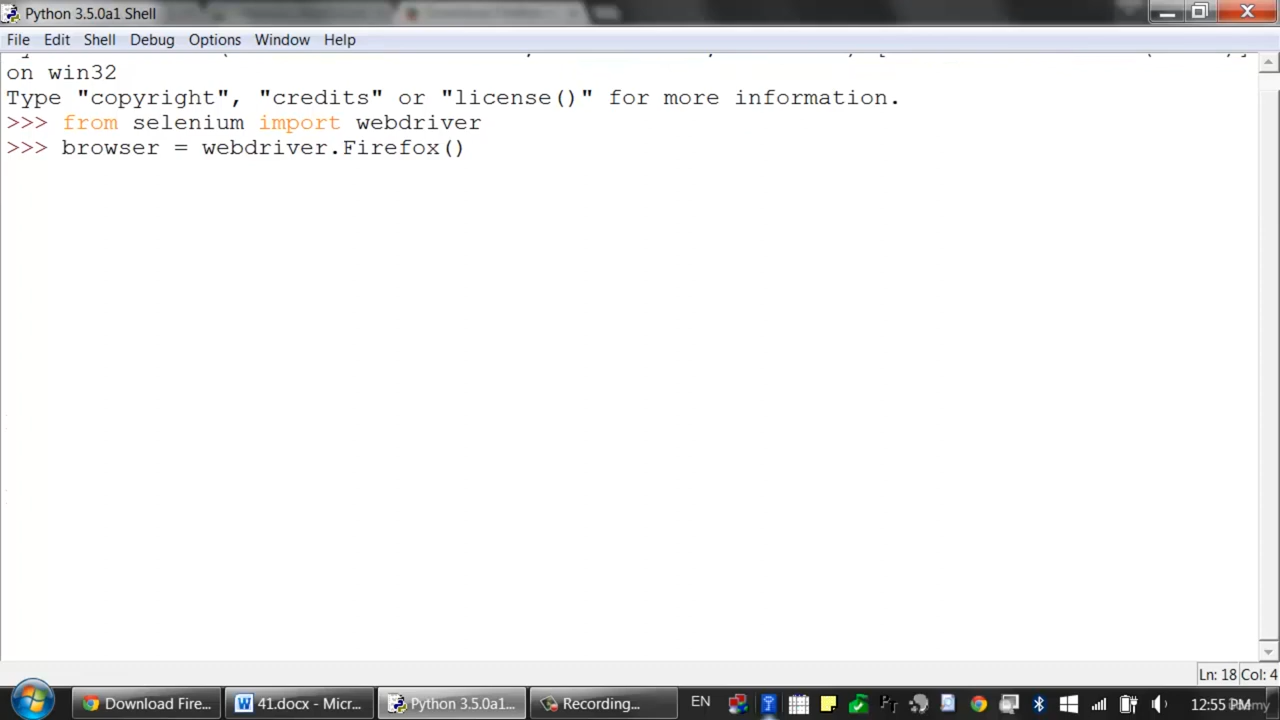 Python 3.5.0a1 Shell
File Edit Shell Debug Options Window Help
on win32
Type "copyright", "credits" or "license()" for more information.
>>> from selenium import webdriver
>>> browser = webdriver.Firefox()
Ln: 18 Col: 4
Download Fire... 41.docx - Micr... Python 3.5.0a1... Recording... EN 12:55 PM